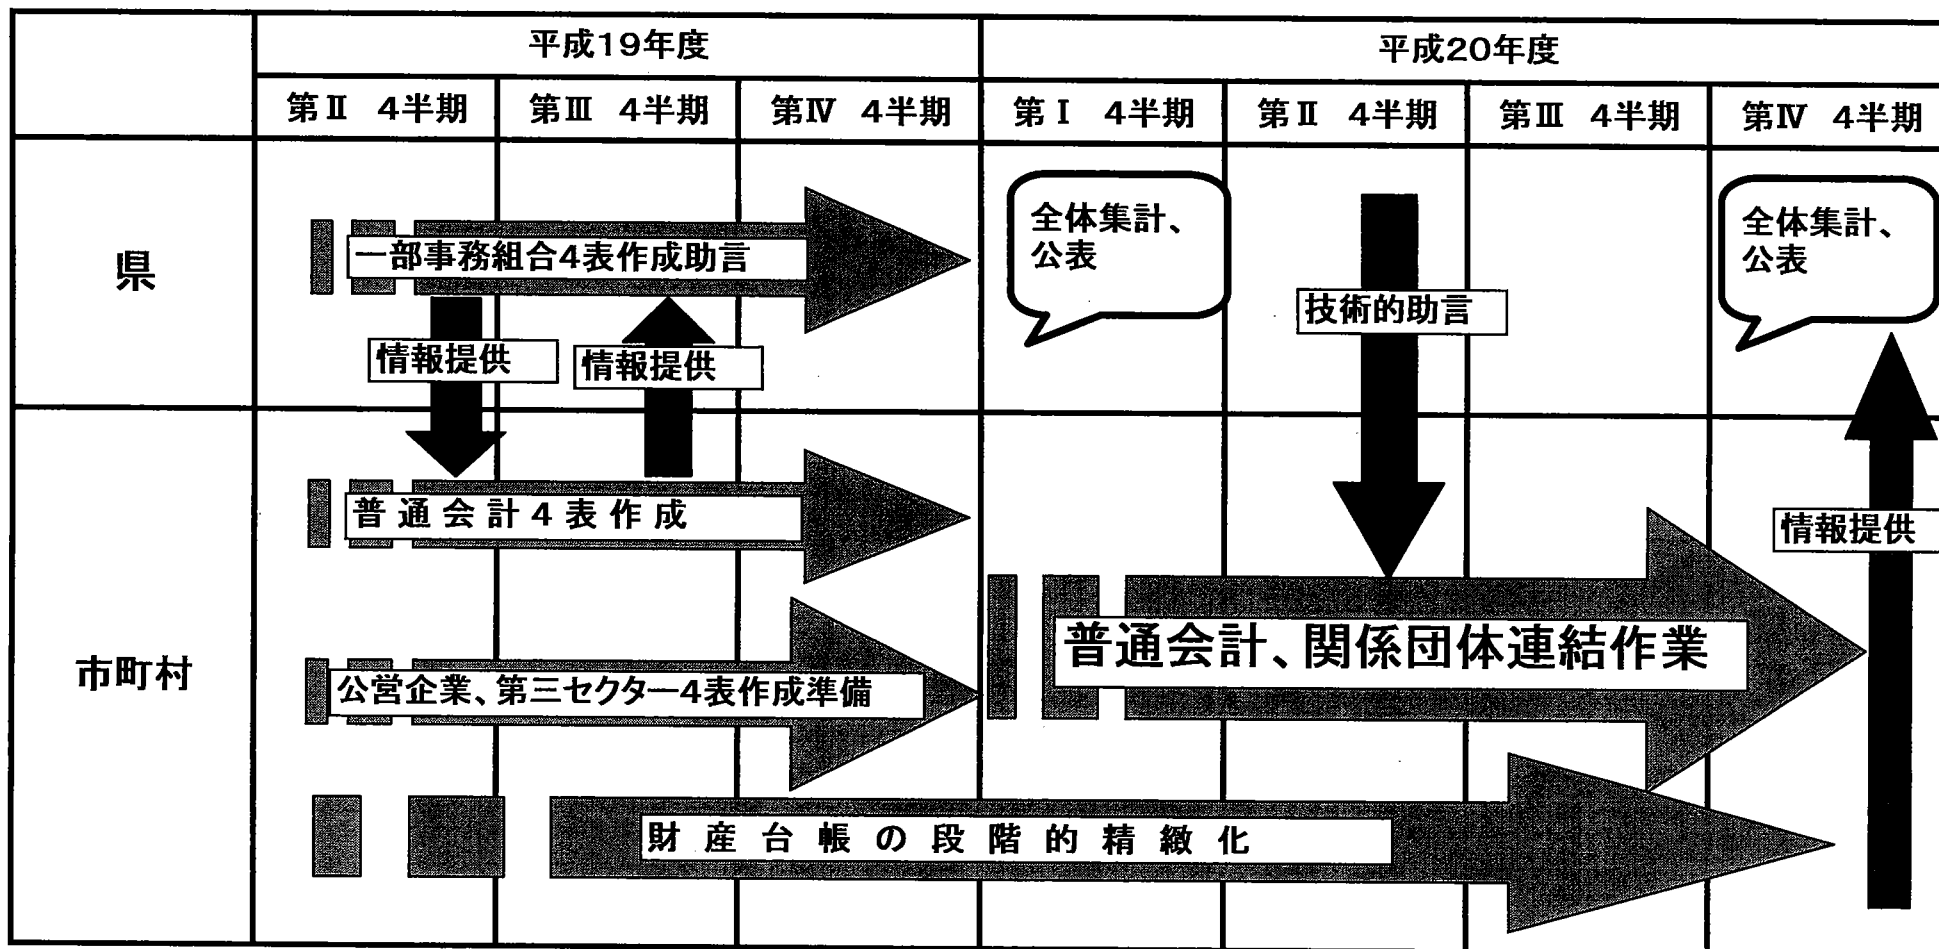 平成19年度
平成20年度
第Ⅱ 4半期
第Ⅲ 4半期
第Ⅳ 4半期
第Ⅰ 4半期
第Ⅱ 4半期
第Ⅲ 4半期
第Ⅳ 4半期
県
一部事務組合4表作成助言
全体集計、
公表
技術的助言
全体集計、
公表
情報提供
情報提供
市町村
普通会計4表作成
情報提供
普通会計、関係団体連結作業
公営企業、第三セクター4表作成準備
財産台帳の段階的精緻化